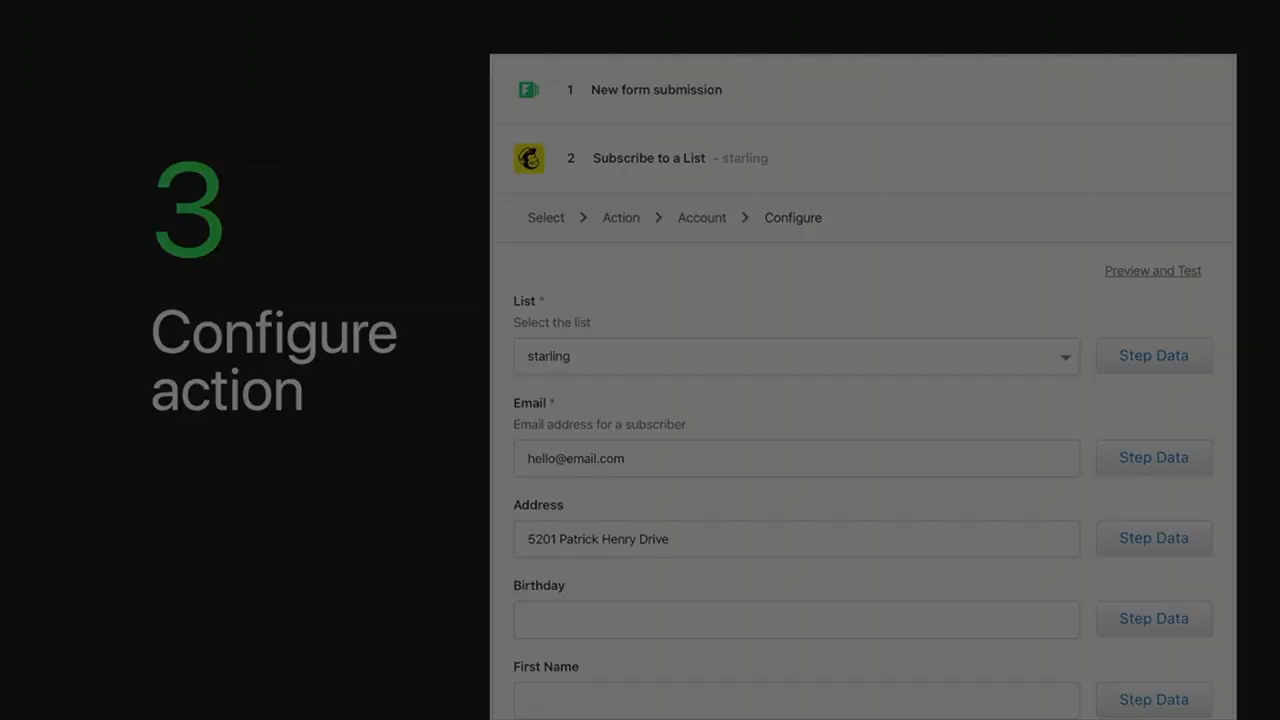 3
Configure
action
1 New form submission
2 Subscribe to a List - starling
Select > Action > Account > Configure
Preview and Test
List *
Select the list
starling Step Data
Email *
Email address for a subscriber
hello@email.com Step Data
Address
5201 Patrick Henry Drive Step Data
Birthday
Step Data
First Name
Step Data